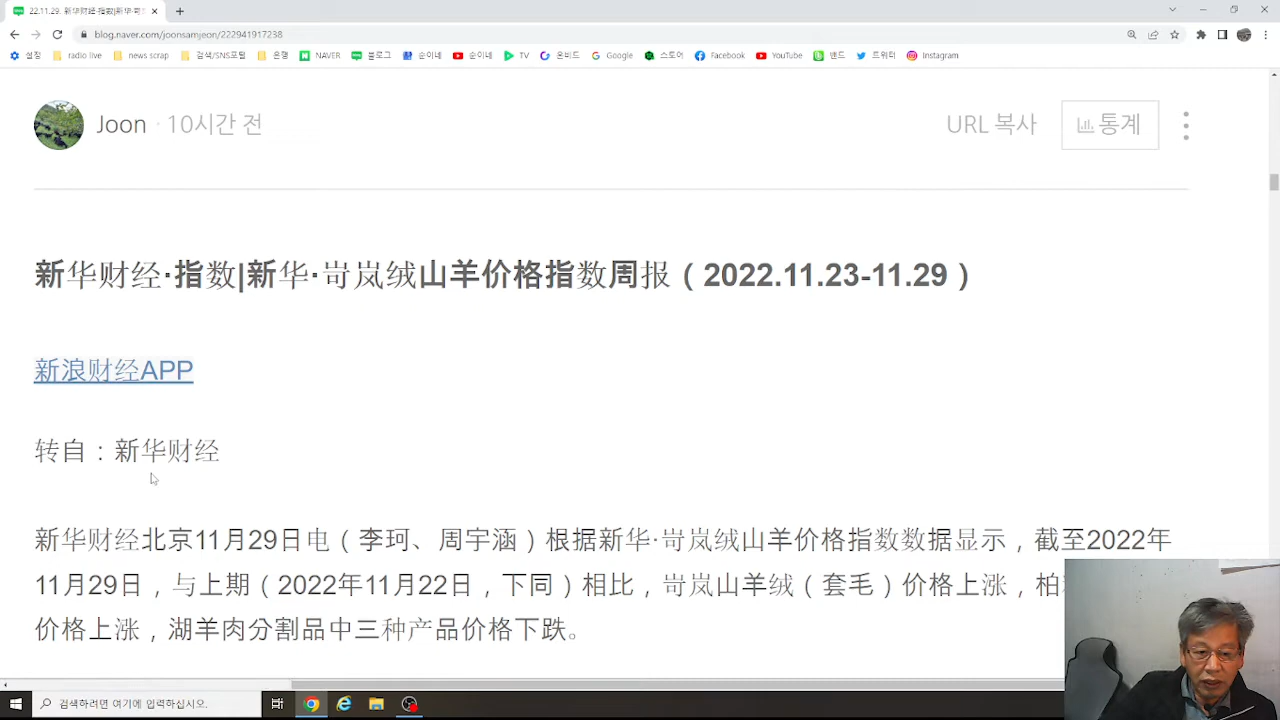 22.11.29. 新华财经·指数|新华·岢
blog.naver.com/joonsamjeon/222941917238
설정 radio live news scrap 검색/SNS포털 은행 NAVER 블로그 순이네 순이네 TV 온비드 Google 스토어 Facebook YouTube 밴드 트위터 Instagram
Joon · 10시간 전 URL 복사 통계
新华财经·指数|新华·岢岚绒山羊价格指数周报（2022.11.23-11.29）
新浪财经APP
转自：新华财经
新华财经北京11月29日电（李珂、周宇涵）根据新华·岢岚绒山羊价格指数数据显示，截至2022年
11月29日，与上期（2022年11月22日，下同）相比，岢岚山羊绒（套毛）价格上涨，柏
价格上涨，湖羊肉分割品中三种产品价格下跌。
검색하려면 여기에 입력하십시오.